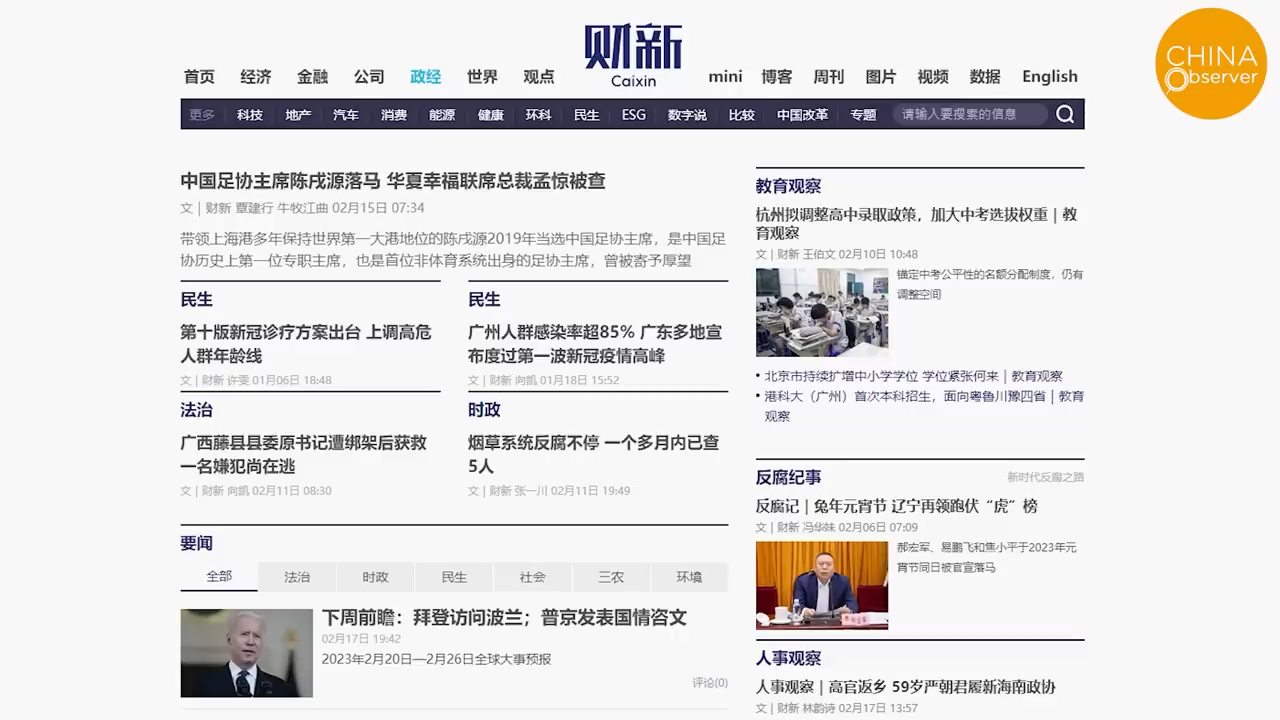 财新
Caixin
CHINA
Observer
首页 经济 金融 公司 政经 世界 观点 mini 博客 周刊 图片 视频 数据 English
更多 科技 地产 汽车 消费 能源 健康 环科 民生 ESG 数字说 比较 中国改革 专题 请输入要搜索的信息
中国足协主席陈戌源落马 华夏幸福联席总裁孟惊被查
文｜财新 覃建行 牛牧江曲 02月15日 07:34
带领上海港多年保持世界第一大港地位的陈戌源2019年当选中国足协主席，是中国足
协历史上第一位专职主席，也是首位非体育系统出身的足协主席，曾被寄予厚望
民生
第十版新冠诊疗方案出台 上调高危
人群年龄线
文｜财新 许雯 01月06日 18:48
民生
广州人群感染率超85% 广东多地宣
布度过第一波新冠疫情高峰
文｜财新 向凯 01月18日 15:52
法治
广西藤县县委原书记遭绑架后获救
一名嫌犯尚在逃
文｜财新 向凯 02月11日 08:30
时政
烟草系统反腐不停 一个多月内已查
5人
文｜财新 张一川 02月11日 19:49
要闻
全部 法治 时政 民生 社会 三农 环境
下周前瞻：拜登访问波兰；普京发表国情咨文
02月17日 19:42
2023年2月20日—2月26日全球大事预报
评论(0)
教育观察
杭州拟调整高中录取政策，加大中考选拔权重｜教
育观察
文｜财新 王伯文 02月10日 10:48
锚定中考公平性的名额分配制度，仍有
调整空间
• 北京市持续扩增中小学学位 学位紧张何来｜教育观察
• 港科大（广州）首次本科招生，面向粤鲁川豫四省｜教育
观察
反腐纪事
新时代反腐之路
反腐记｜兔年元宵节 辽宁再领跑伏“虎”榜
文｜财新 冯华妹 02月06日 07:09
郝宏军、易鹏飞和焦小平于2023年元
宵节同日被官宣落马
人事观察
人事观察｜高官返乡 59岁严朝君履新海南政协
文｜财新 林韵诗 02月17日 13:57